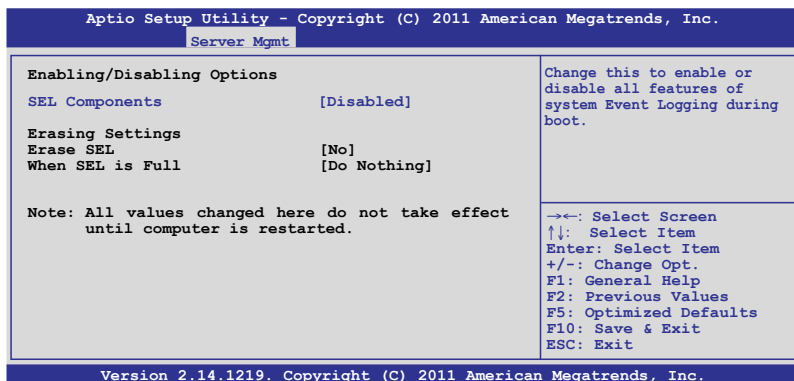 Aptio Setup Utility - Copyright (C) 2011 American Megatrends, Inc.
Server Mgmt
Enabling/Disabling Options
SEL Components [Disabled]
Erasing Settings
Erase SEL [No]
When SEL is Full [Do Nothing]
Note: All values changed here do not take effect
until computer is restarted.
Change this to enable or
disable all features of
system Event Logging during
boot.
→←: Select Screen
↑↓: Select Item
Enter: Select Item
+/-: Change Opt.
F1: General Help
F2: Previous Values
F5: Optimized Defaults
F10: Save & Exit
ESC: Exit
Version 2.14.1219. Copyright (C) 2011 American Megatrends, Inc.